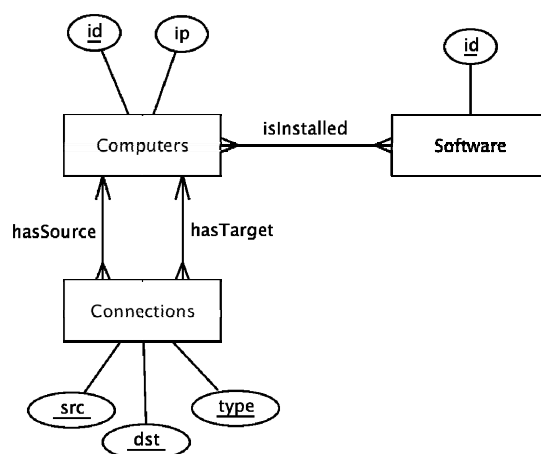 id
ip
id
isInstalled
Computers
Software
hasSource
hasTarget
Connections
src
dst
type